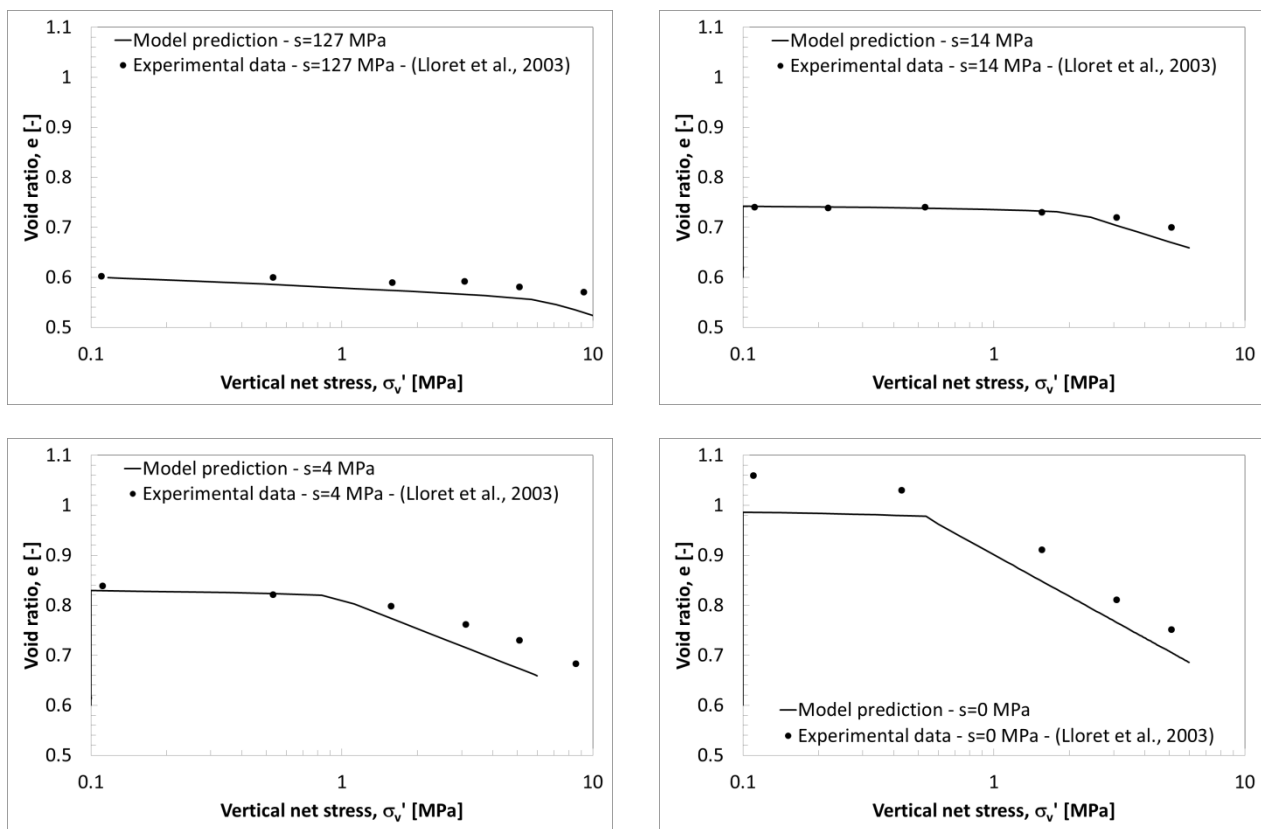 1.1
1
0.9
0.8
0.7
0.6
0.5
Void ratio, e [-]
Model prediction - s=127 MPa
Experimental data - s=127 MPa - (Lloret et al., 2003)
0.1
1
10
Vertical net stress, σv' [MPa]
1.1
1
0.9
0.8
0.7
0.6
0.5
Void ratio, e [-]
Model prediction - s=14 MPa
Experimental data - s=14 MPa - (Lloret et al., 2003)
0.1
1
10
Vertical net stress, σv' [MPa]
1.1
1
0.9
0.8
0.7
0.6
0.5
Void ratio, e [-]
Model prediction - s=4 MPa
Experimental data - s=4 MPa - (Lloret et al., 2003)
0.1
1
10
Vertical net stress, σv' [MPa]
1.1
1
0.9
0.8
0.7
0.6
0.5
Void ratio, e [-]
Model prediction - s=0 MPa
Experimental data - s=0 MPa - (Lloret et al., 2003)
0.1
1
10
Vertical net stress, σv' [MPa]